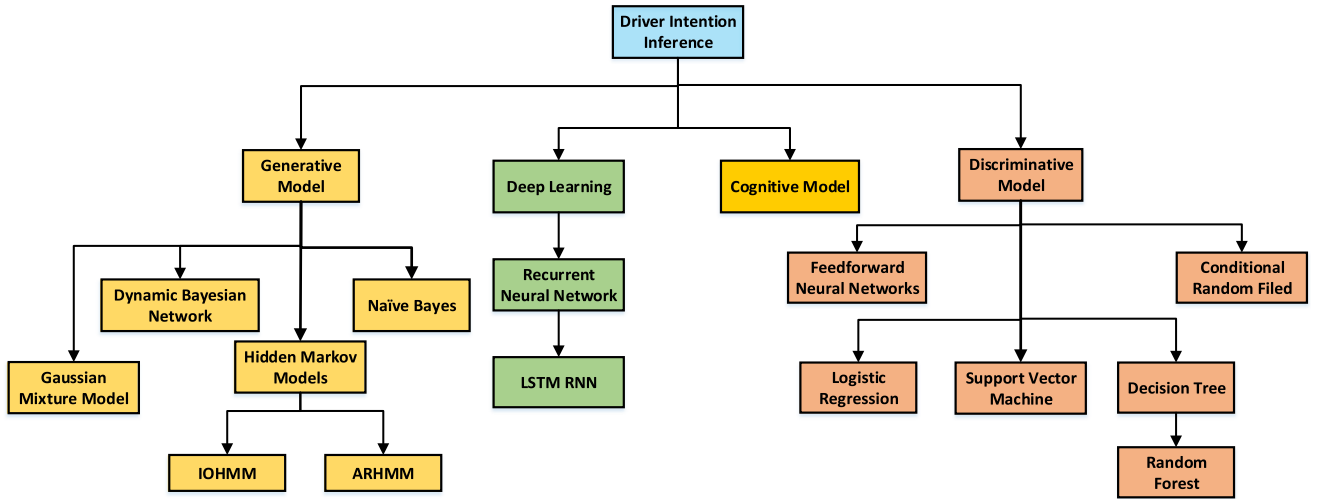 Driver Intention
Inference
Generative
Model
Deep Learning
Cognitive Model
Discriminative
Model
Dynamic Bayesian
Network
Naïve Bayes
Recurrent
Neural Network
Feedforward
Neural Networks
Conditional
Random Filed
Gaussian
Mixture Model
Hidden Markov
Models
LSTM RNN
Logistic
Regression
Support Vector
Machine
Decision Tree
IOHMM
ARHMM
Random
Forest